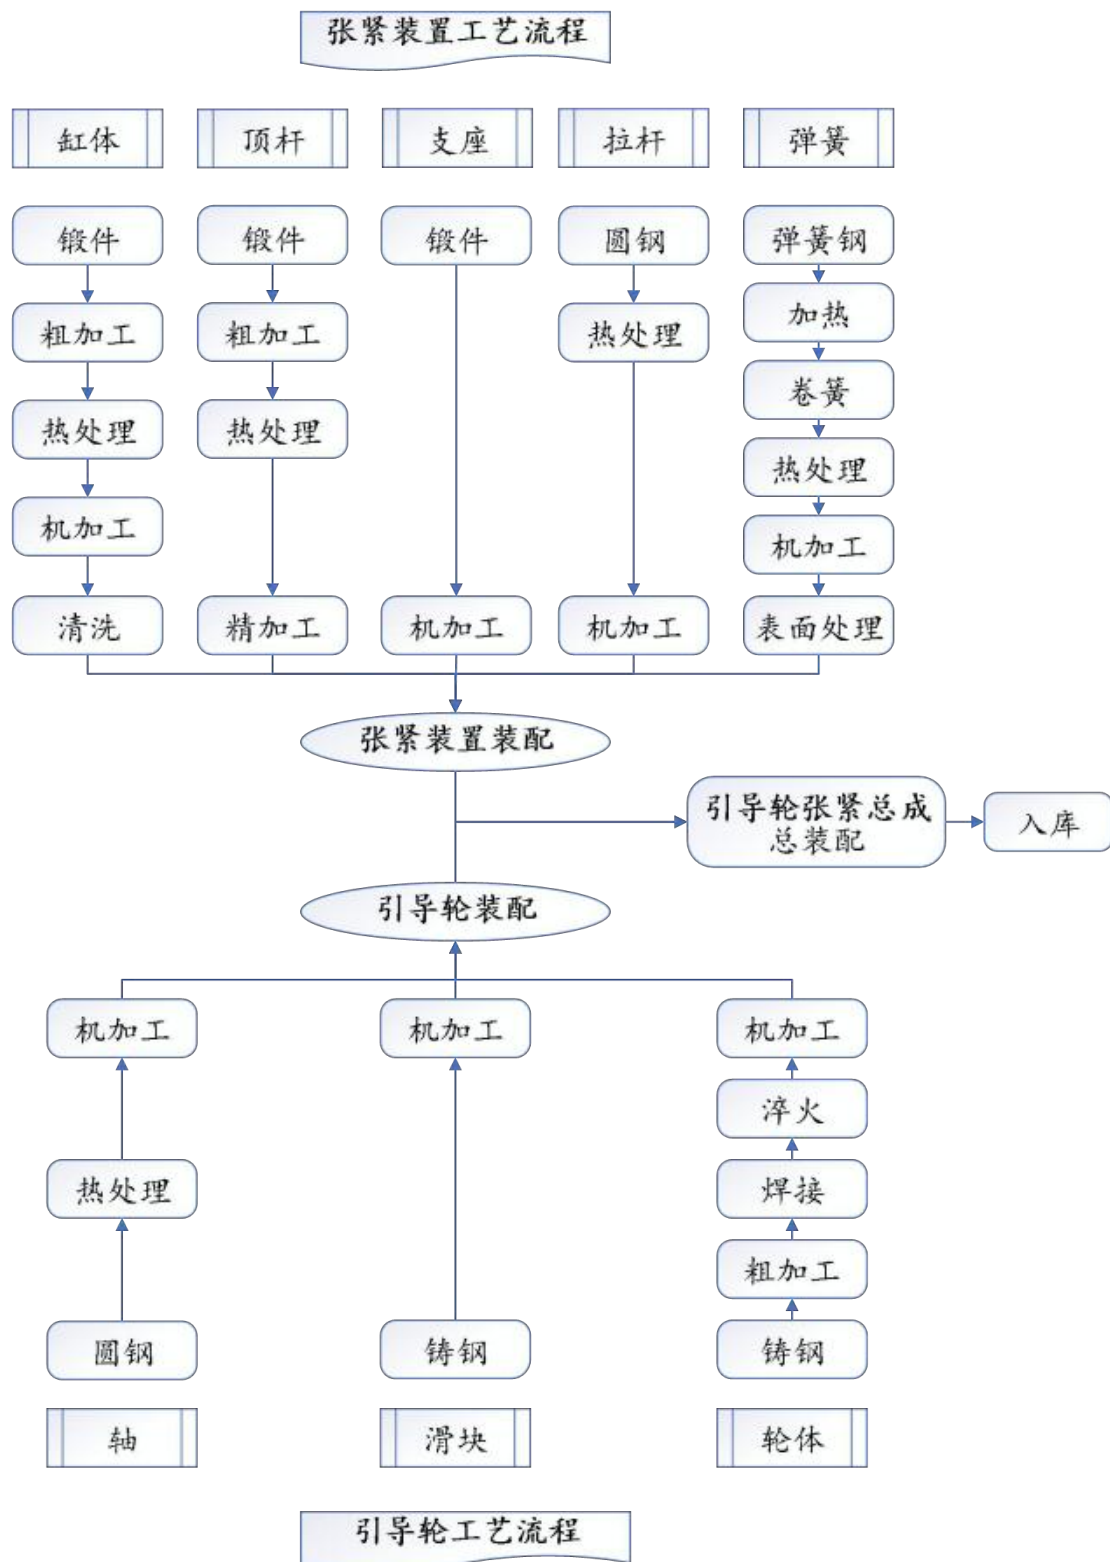 张紧装置工艺流程
缸体 顶杆 支座 拉杆 弹簧
锻件 锻件 锻件 圆钢 弹簧钢
粗加工 粗加工 热处理 加热
卷簧
热处理 热处理 热处理
机加工 机加工
清洗 精加工 机加工 机加工 表面处理
张紧装置装配
引导轮张紧总成
总装配
入库
引导轮装配
机加工 机加工 机加工
淬火
热处理 焊接
粗加工
圆钢 铸钢 铸钢
轴 滑块 轮体
引导轮工艺流程